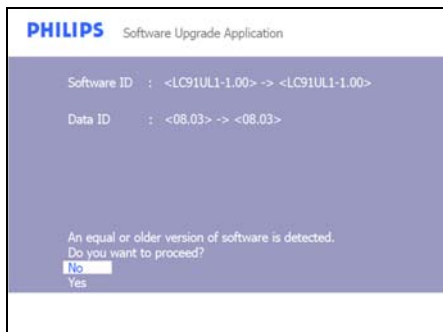 PHILIPS Software Upgrade Application
Software ID : <LC91UL1-1.00> -> <LC91UL1-1.00>
Data ID : <08.03> -> <08.03>
An equal or older version of software is detected.
Do you want to proceed?
No
Yes